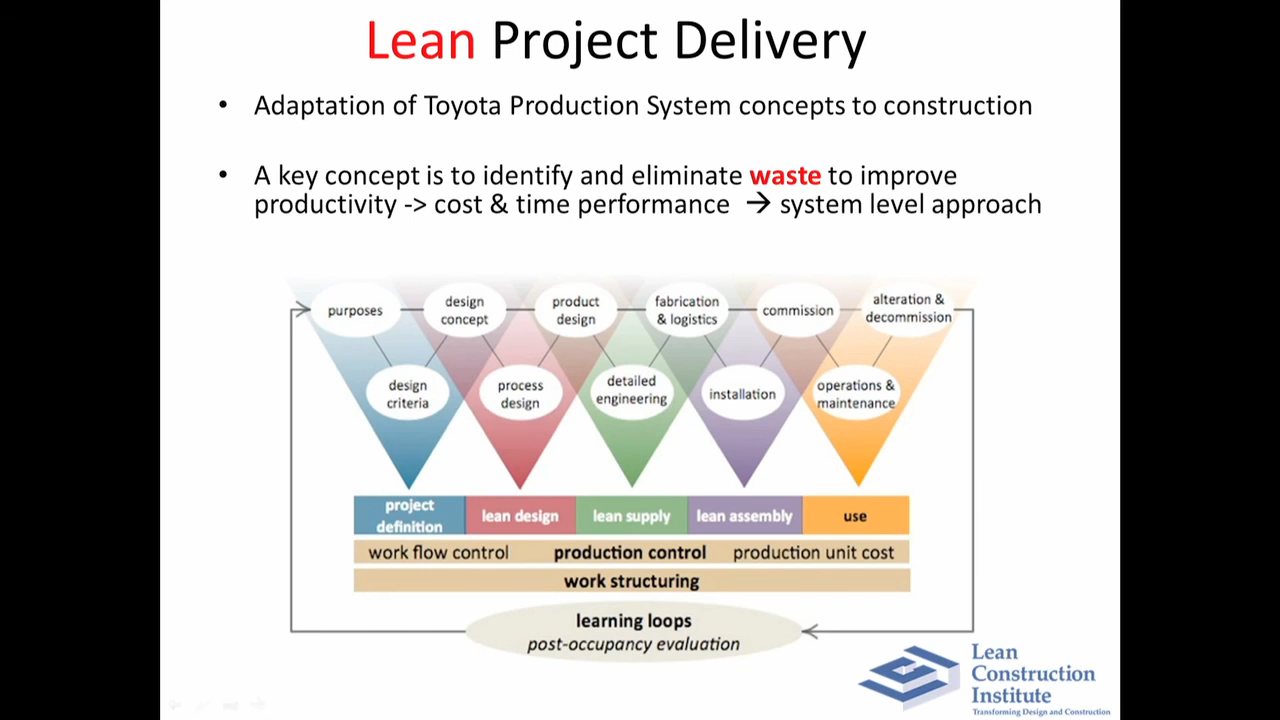 Lean Project Delivery
• Adaptation of Toyota Production System concepts to construction
• A key concept is to identify and eliminate waste to improve
productivity -> cost & time performance → system level approach
purposes
design
concept
product
design
fabrication
& logistics
commission
alteration &
decommission
design
criteria
process
design
detailed
engineering
installation
operations &
maintenance
project
definition
lean design
lean supply
lean assembly
use
work flow control
production control
production unit cost
work structuring
learning loops
post-occupancy evaluation
Lean
Construction
Institute
Transforming Design and Construction